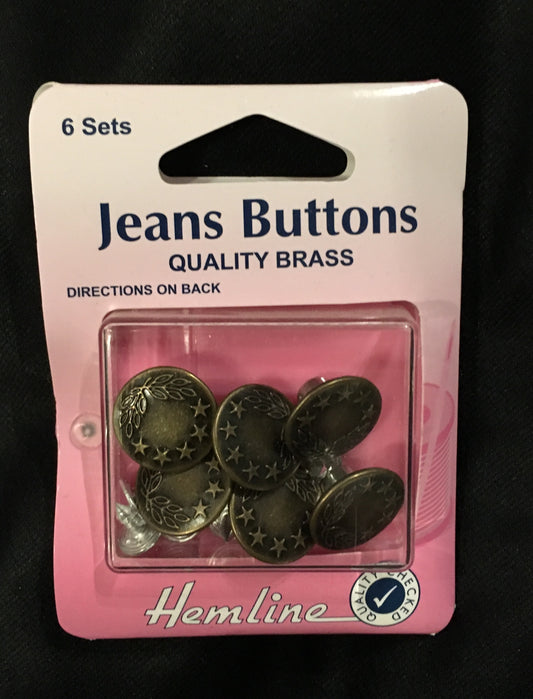 6 Sets
Jeans Buttons
QUALITY BRASS
DIRECTIONS ON BACK
Hemline
QUALITY CHECKED